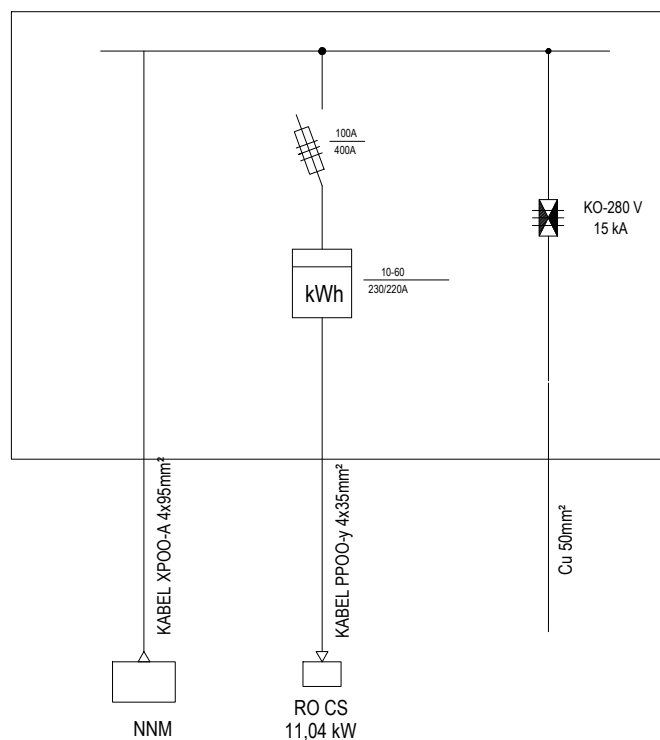 100A
400A
KO-280 V
15 kA
kWh
10-60
230/220A
KABEL XPOO-A 4x95mm²
KABEL PPOO-y 4x35mm²
Cu 50mm²
NNM
RO CS
11,04 kW